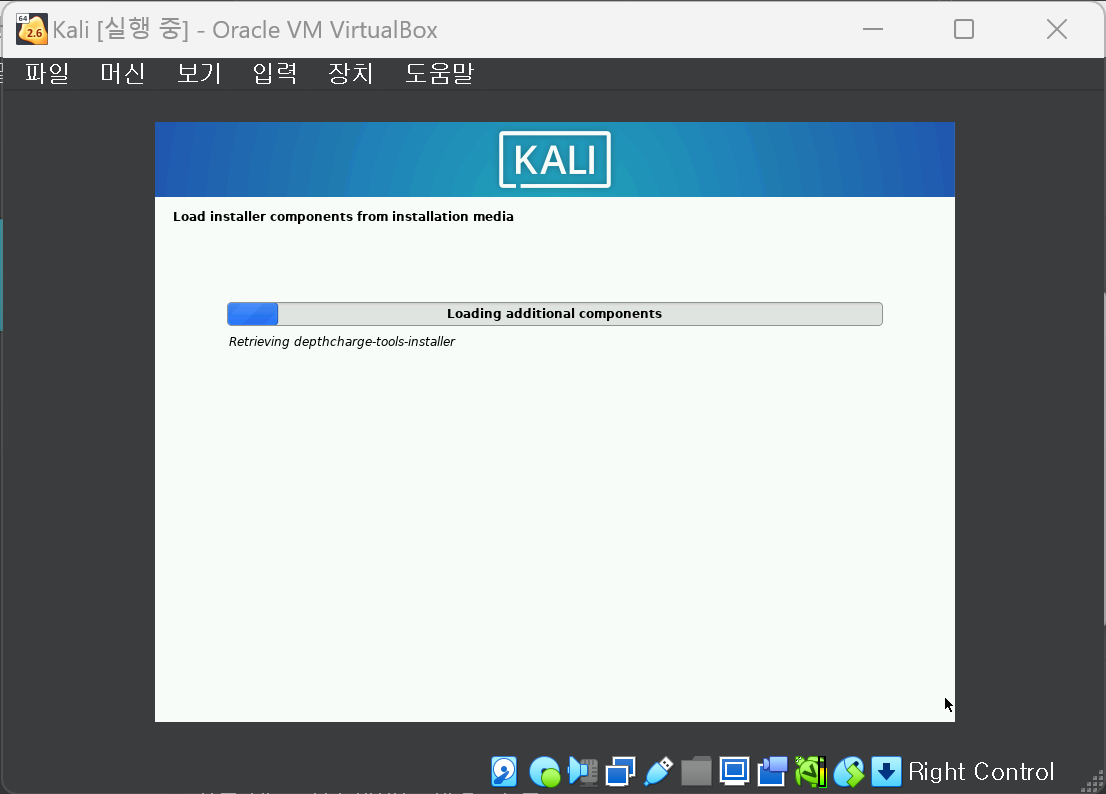 64
2.6
Kali [실행 중] - Oracle VM VirtualBox
파일 머신 보기 입력 장치 도움말
KALI
Load installer components from installation media
Loading additional components
Retrieving depthcharge-tools-installer
Right Control